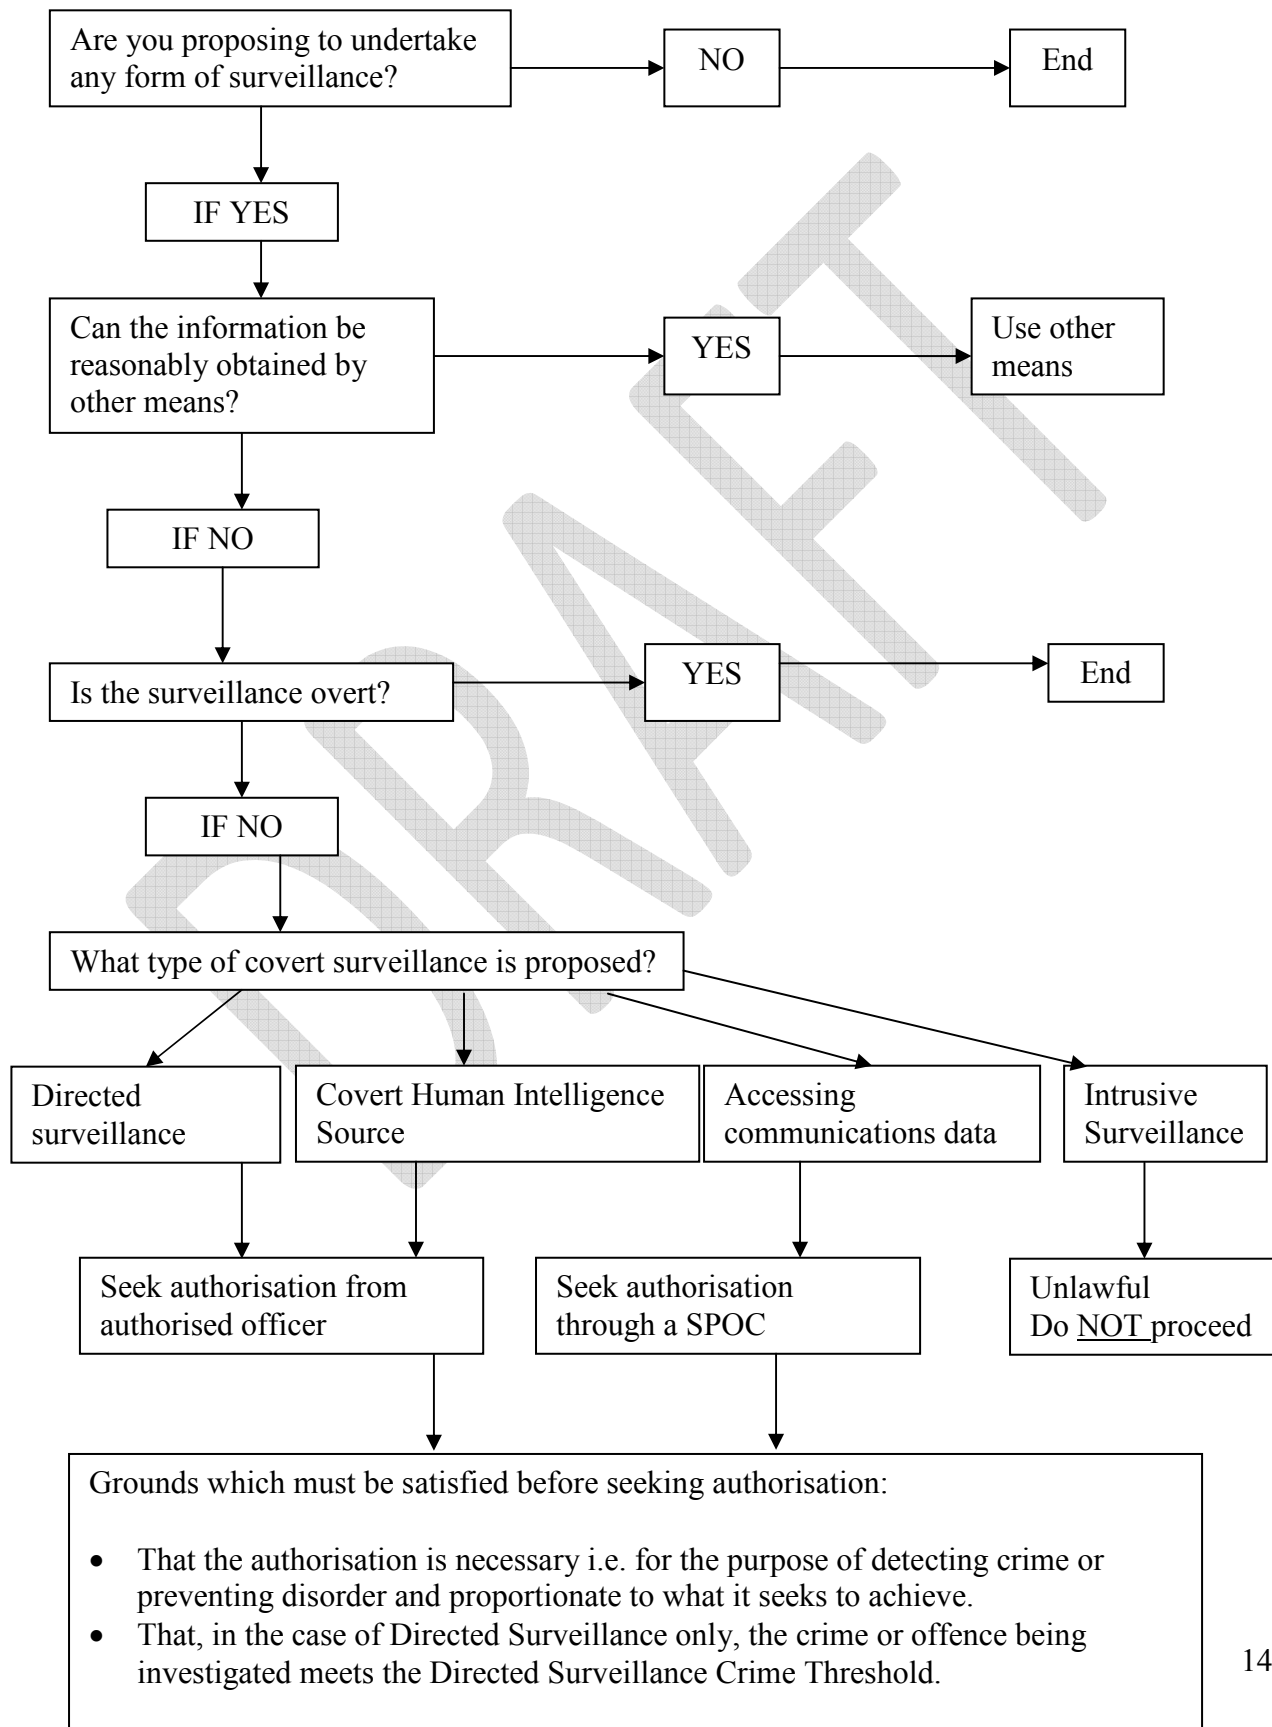 Are you proposing to undertake
any form of surveillance?
NO
End
IF YES
Can the information be
reasonably obtained by
other means?
YES
Use other
means
IF NO
Is the surveillance overt?
YES
End
IF NO
What type of covert surveillance is proposed?
Directed
surveillance
Covert Human Intelligence
Source
Accessing
communications data
Intrusive
Surveillance
Seek authorisation from
authorised officer
Seek authorisation
through a SPOC
Unlawful
Do NOT proceed
Grounds which must be satisfied before seeking authorisation:
• That the authorisation is necessary i.e. for the purpose of detecting crime or
preventing disorder and proportionate to what it seeks to achieve.
• That, in the case of Directed Surveillance only, the crime or offence being
investigated meets the Directed Surveillance Crime Threshold.
14
DRAFT